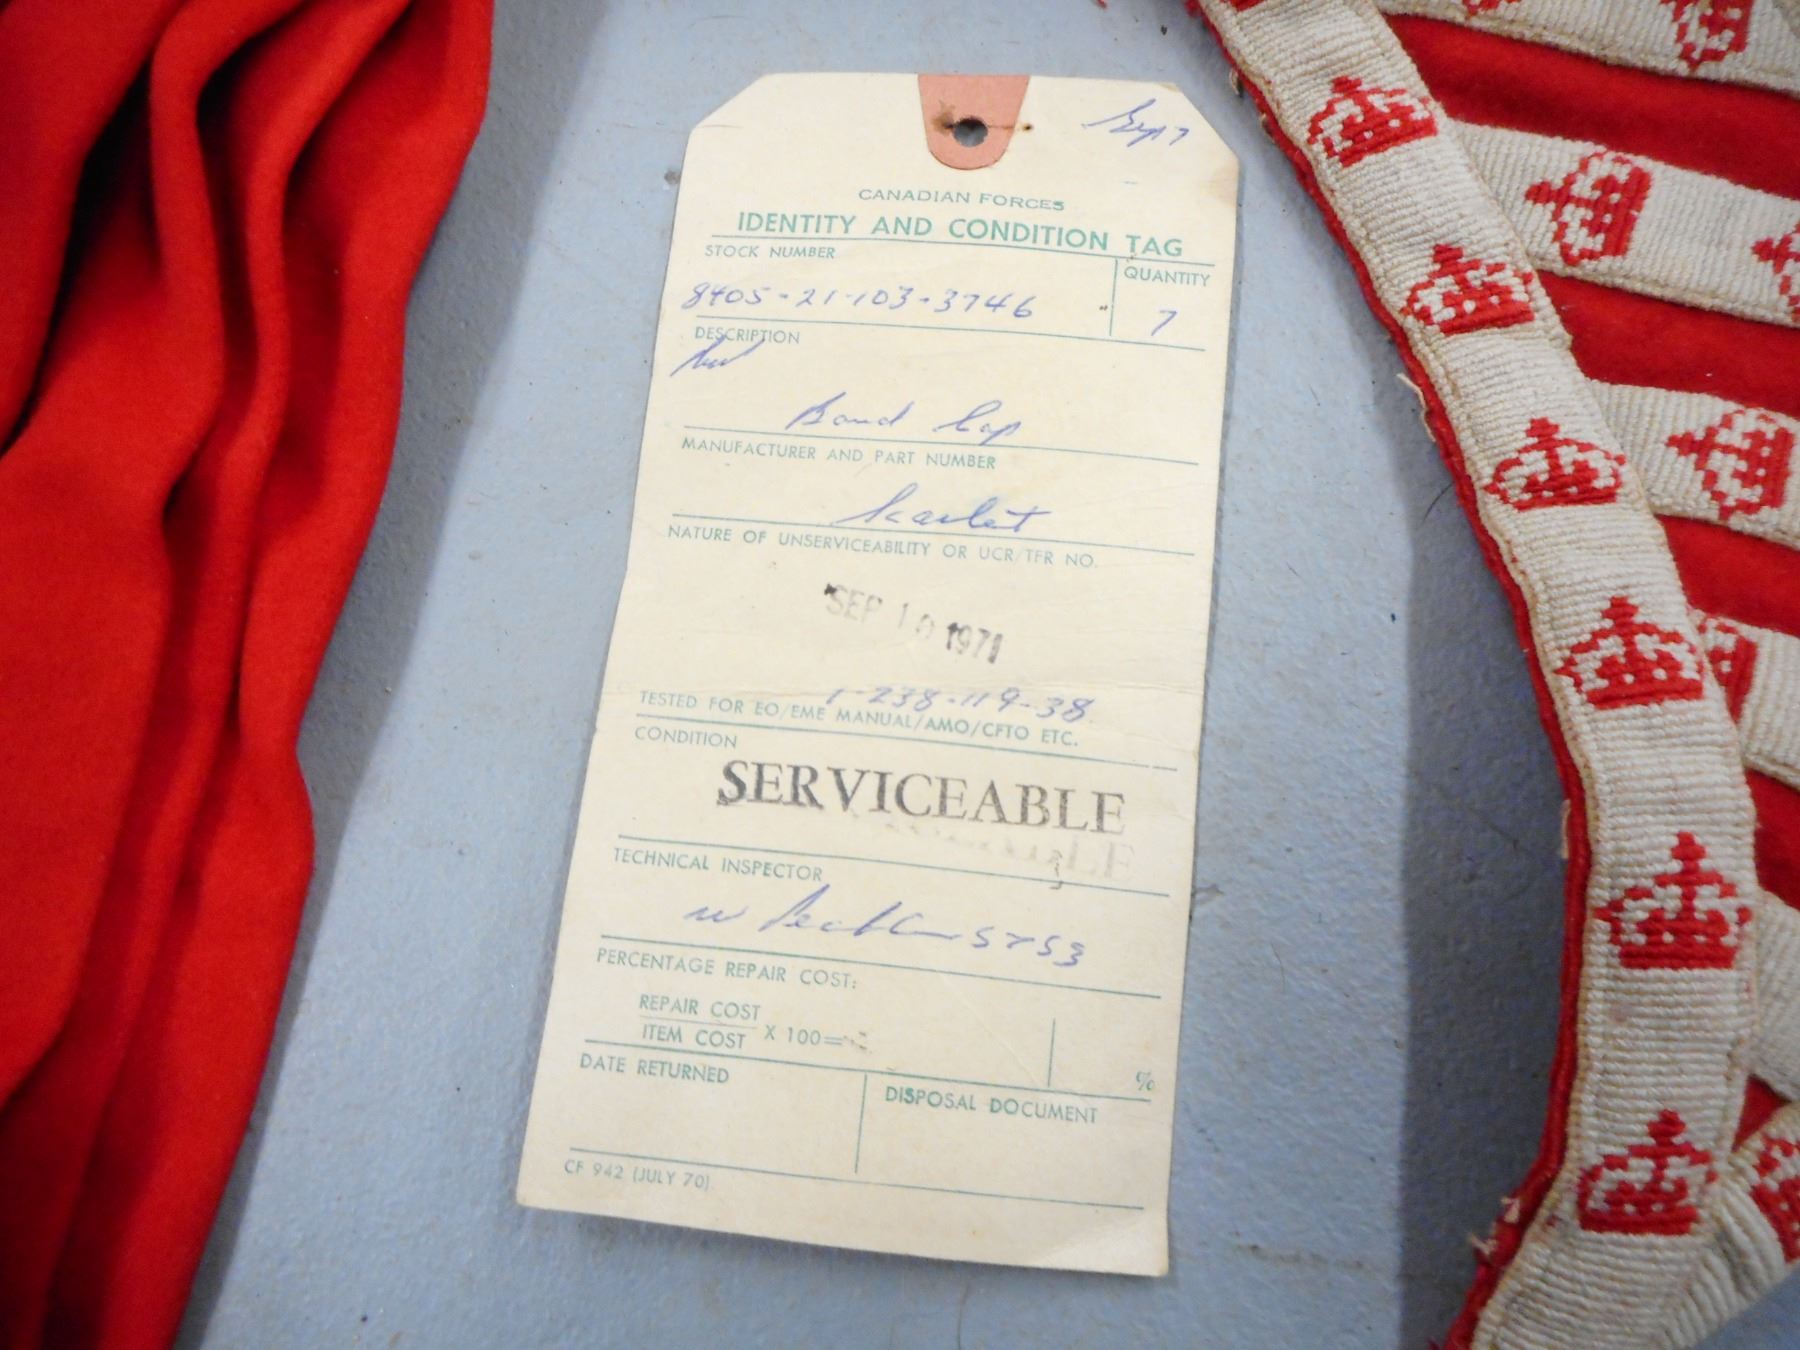 CANADIAN FORCES
IDENTITY AND CONDITION TAG
STOCK NUMBER
QUANTITY
8405-21-103-3746
7
DESCRIPTION
Band Cap
MANUFACTURER AND PART NUMBER
Scarlet
NATURE OF UNSERVICEABILITY OR UCR/TFR NO.
SEP 10 1971
1-238-119-38
TESTED FOR EO/EME MANUAL/AMO/CFTO ETC.
CONDITION
SERVICEABLE
TECHNICAL INSPECTOR
W 5753
PERCENTAGE REPAIR COST:
REPAIR COST
ITEM COST X 100=
%
DATE RETURNED
DISPOSAL DOCUMENT
CF 942 (JULY 70)